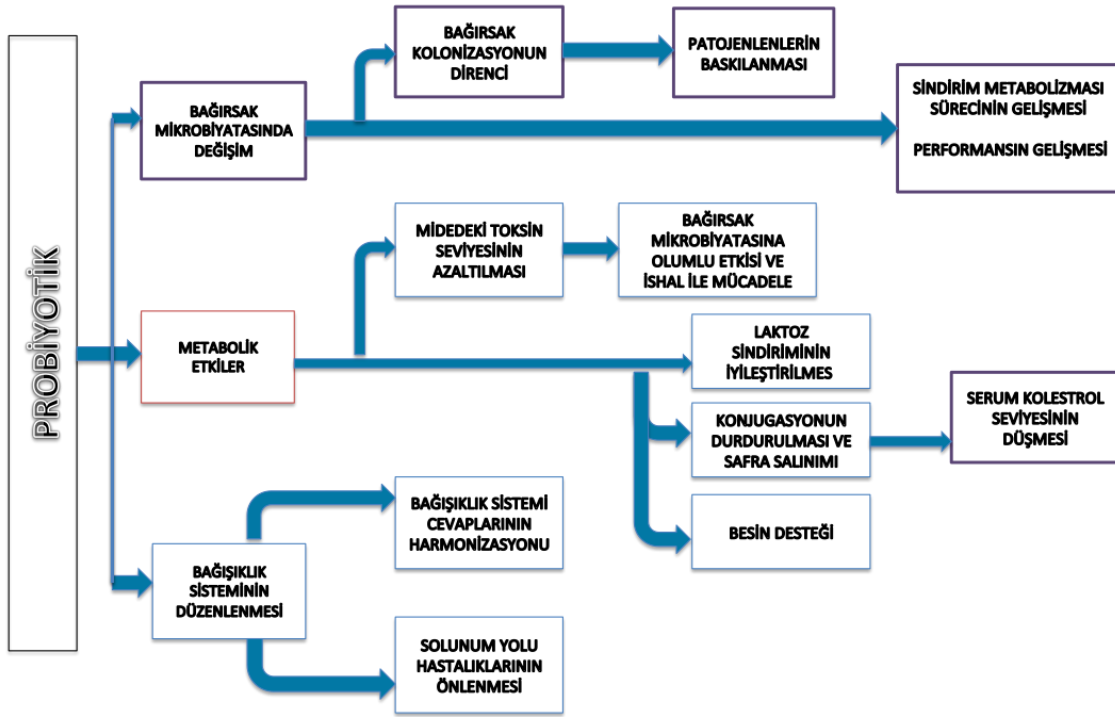 PROBİYOTİK
BAĞIRSAK
MİKROBİYATASINDA
DEĞİŞİM
BAĞIRSAK
KOLONİZASYONUN
DİRENCİ
PATOJENLENLERİN
BASKILANMASI
SİNDİRİM METABOLİZMASI
SÜRECİNİN GELİŞMESİ
PERFORMANSIN GELİŞMESİ
METABOLİK
ETKİLER
MİDEDEKİ TOKSİN
SEVİYESİNİN
AZALTILMASI
BAĞIRSAK
MİKROBİYATASINA
OLUMLU ETKİSİ VE
İSHAL İLE MÜCADELE
LAKTOZ
SİNDİRİMİNİN
İYİLEŞTİRİLMES
KONJUGASYONUN
DURDURULMASI VE
SAFRA SALINIMI
SERUM KOLESTROL
SEVİYESİNİN
DÜŞMESİ
BESİN DESTEĞİ
BAĞIŞIKLIK
SİSTEMİNİN
DÜZENLENMESİ
BAĞIŞIKLIK SİSTEMİ
CEVAPLARININ
HARMONİZASYONU
SOLUNUM YOLU
HASTALIKLARININ
ÖNLENMESİ